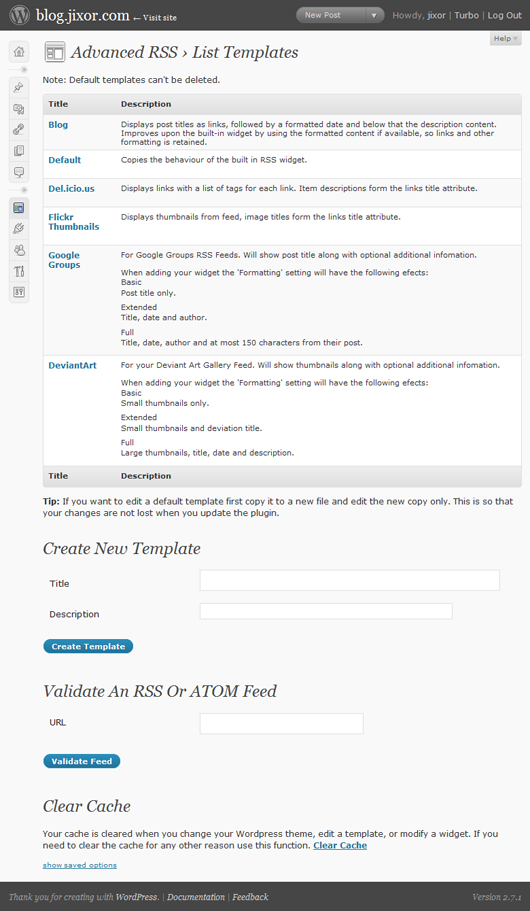 blog.jixor.com ← Visit site
New Post
Howdy, jixor | Turbo | Log Out
Help
Advanced RSS › List Templates
Note: Default templates can't be deleted.
Title Description
Blog Displays post titles as links, followed by a formatted date and below that the description content.
Improves upon the built-in widget by using the formatted content if available, so links and other
formatting is retained.
Default Copies the behaviour of the built in RSS widget.
Del.icio.us Displays links with a list of tags for each link. Item descriptions form the links title attribute.
Flickr Displays thumbnails from feed, image titles form the links title attribute.
Thumbnails
Google For Google Groups RSS Feeds. Will show post title along with optional additional infomation.
Groups
When adding your widget the 'Formatting' setting will have the following efects:
Basic
Post title only.
Extended
Title, date and author.
Full
Title, date, author and at most 150 characters from their post.
DeviantArt For your Deviant Art Gallery Feed. Will show thumbnails along with optional additional infomation.
When adding your widget the 'Formatting' setting will have the following efects:
Basic
Small thumbnails only.
Extended
Small thumbnails and deviation title.
Full
Large thumbnails, title, date and description.
Title Description
Tip: If you want to edit a default template first copy it to a new file and edit the new copy only. This is so that
your changes are not lost when you update the plugin.
Create New Template
Title
Description
Create Template
Validate An RSS Or ATOM Feed
URL
Validate Feed
Clear Cache
Your cache is cleared when you change your Wordpress theme, edit a template, or modify a widget. If you
need to clear the cache for any other reason use this function. Clear Cache
show saved options
Thank you for creating with WordPress. | Documentation | Feedback
Version 2.7.1